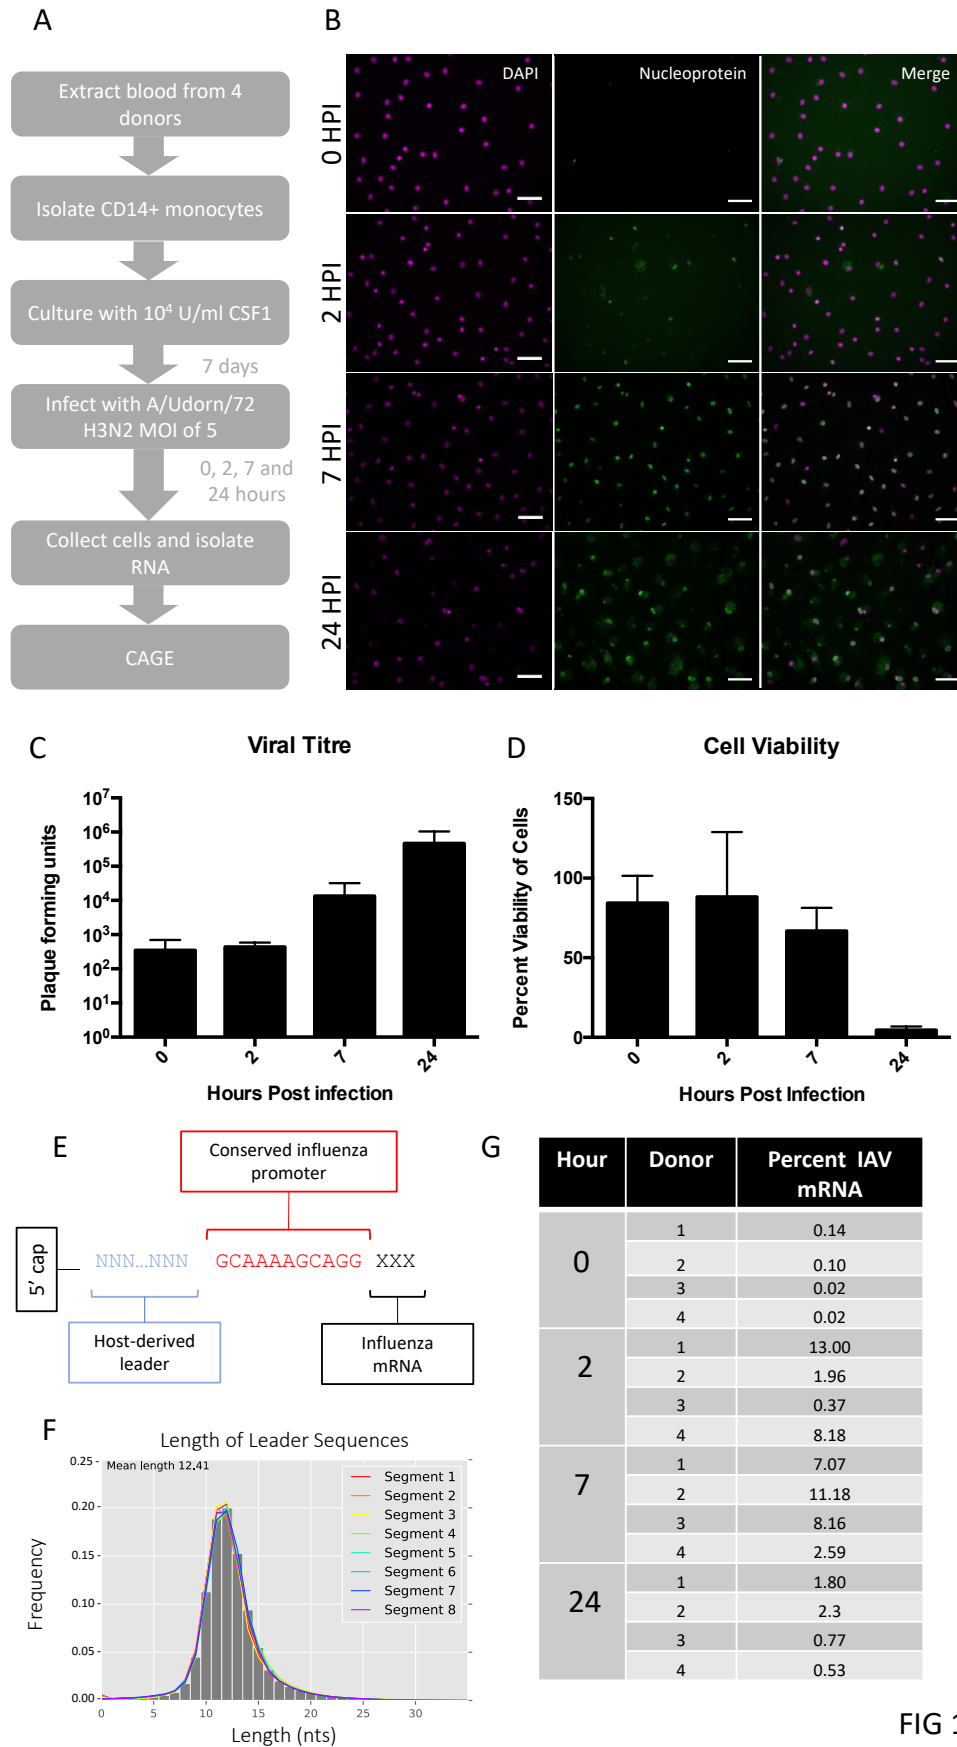 A
Extract blood from 4
donors
Isolate CD14+ monocytes
Culture with 10⁴ U/ml CSF1
7 days
Infect with A/Udorn/72
H3N2 MOI of 5
0, 2, 7 and
24 hours
Collect cells and isolate
RNA
CAGE
B
DAPI
Nucleoprotein
Merge
0 HPI
2 HPI
7 HPI
24 HPI
C
Viral Titre
Plaque forming units
10⁷
10⁶
10⁵
10⁴
10³
10²
10¹
10⁰
0
2
7
24
Hours Post infection
D
Cell Viability
Percent Viability of Cells
150
100
50
0
0
2
7
24
Hours Post Infection
E
Conserved influenza
promoter
5’ cap
NNN…NNN GCAAAAGCAGG XXX
Host-derived
leader
Influenza
mRNA
F
Length of Leader Sequences
Mean length 12.41
Segment 1
Segment 2
Segment 3
Segment 4
Segment 5
Segment 6
Segment 7
Segment 8
Frequency
0.25
0.20
0.15
0.10
0.05
0.00
0 5 10 15 20 25 30
Length (nts)
G
Hour Donor Percent IAV
mRNA
0
1 0.14
2 0.10
3 0.02
4 0.02
2
1 13.00
2 1.96
3 0.37
4 8.18
7
1 7.07
2 11.18
3 8.16
4 2.59
24
1 1.80
2 2.3
3 0.77
4 0.53
FIG 1